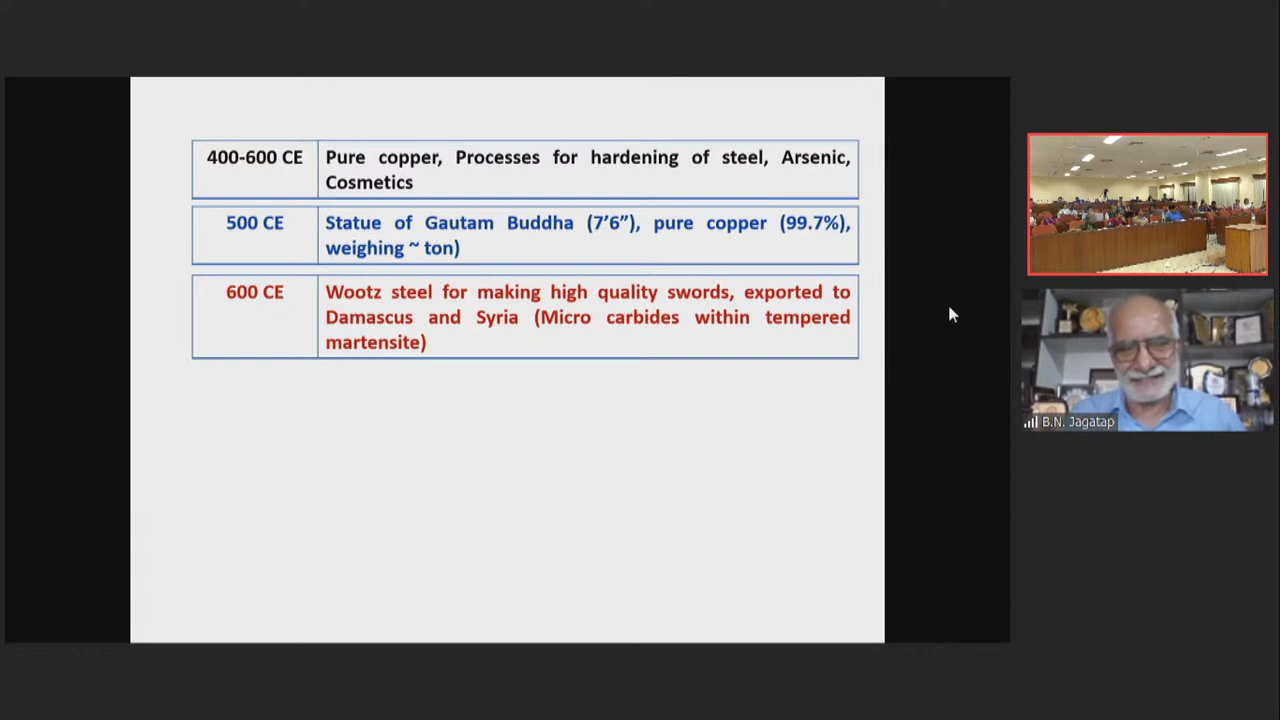 400-600 CE
Pure copper, Processes for hardening of steel, Arsenic,
Cosmetics
500 CE
Statue of Gautam Buddha (7’6”), pure copper (99.7%),
weighing ~ ton)
600 CE
Wootz steel for making high quality swords, exported to
Damascus and Syria (Micro carbides within tempered
martensite)
B.N. Jagatap